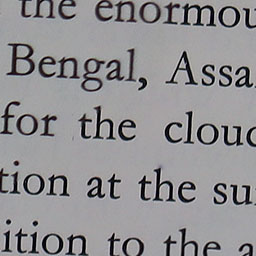 the enormou
Bengal, Assa
for the clou
tion at the su
ition to the a